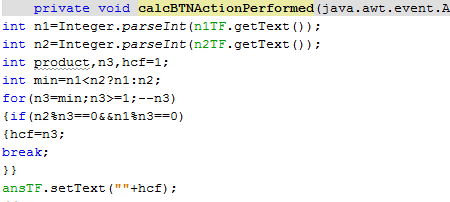 private void calcBTNActionPerformed(java.awt.event.A
int n1=Integer.parseInt(n1TF.getText());
int n2=Integer.parseInt(n2TF.getText());
int product,n3,hcf=1;
int min=n1<n2?n1:n2;
for(n3=min;n3>=1;--n3)
{if(n2%n3==0&&n1%n3==0)
{hcf=n3;
break;
}}
ansTF.setText(""+hcf);